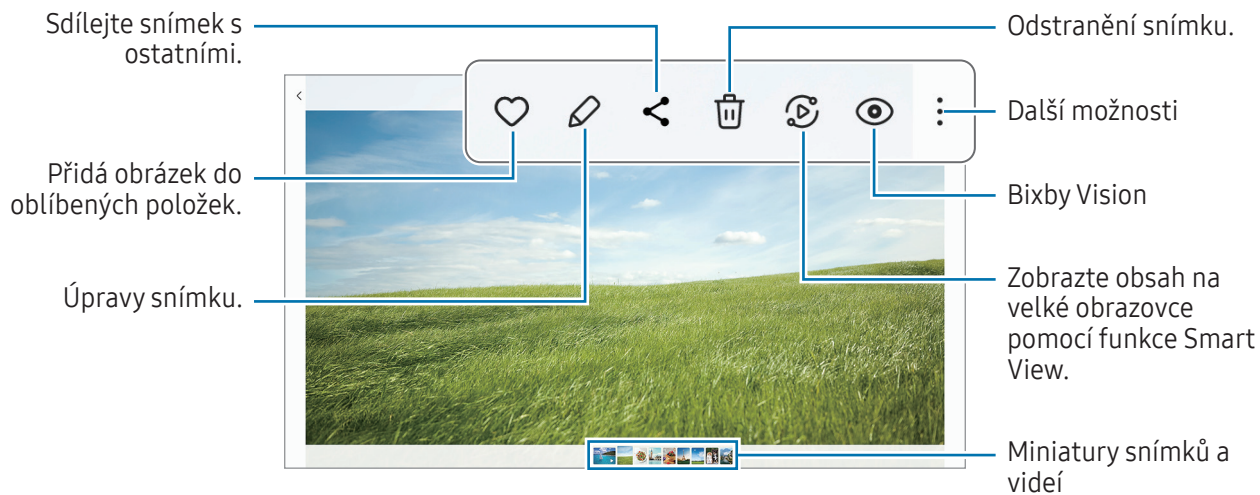 Sdílejte snímek s
ostatními.
Přidá obrázek do
oblíbených položek.
Úpravy snímku.
Odstranění snímku.
Další možnosti
Bixby Vision
Zobrazte obsah na
velké obrazovce
pomocí funkce Smart
View.
Miniatury snímků a
videí